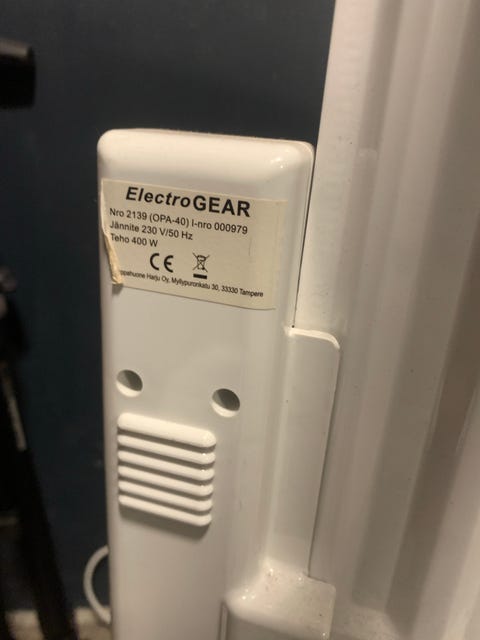 ElectroGEAR
Nro 2139 (OPA-40) I-nro 000979
Jännite 230 V/50 Hz
Teho 400 W
CE
Harju Oy, Myllypuronkatu 30, 33330 Tampere